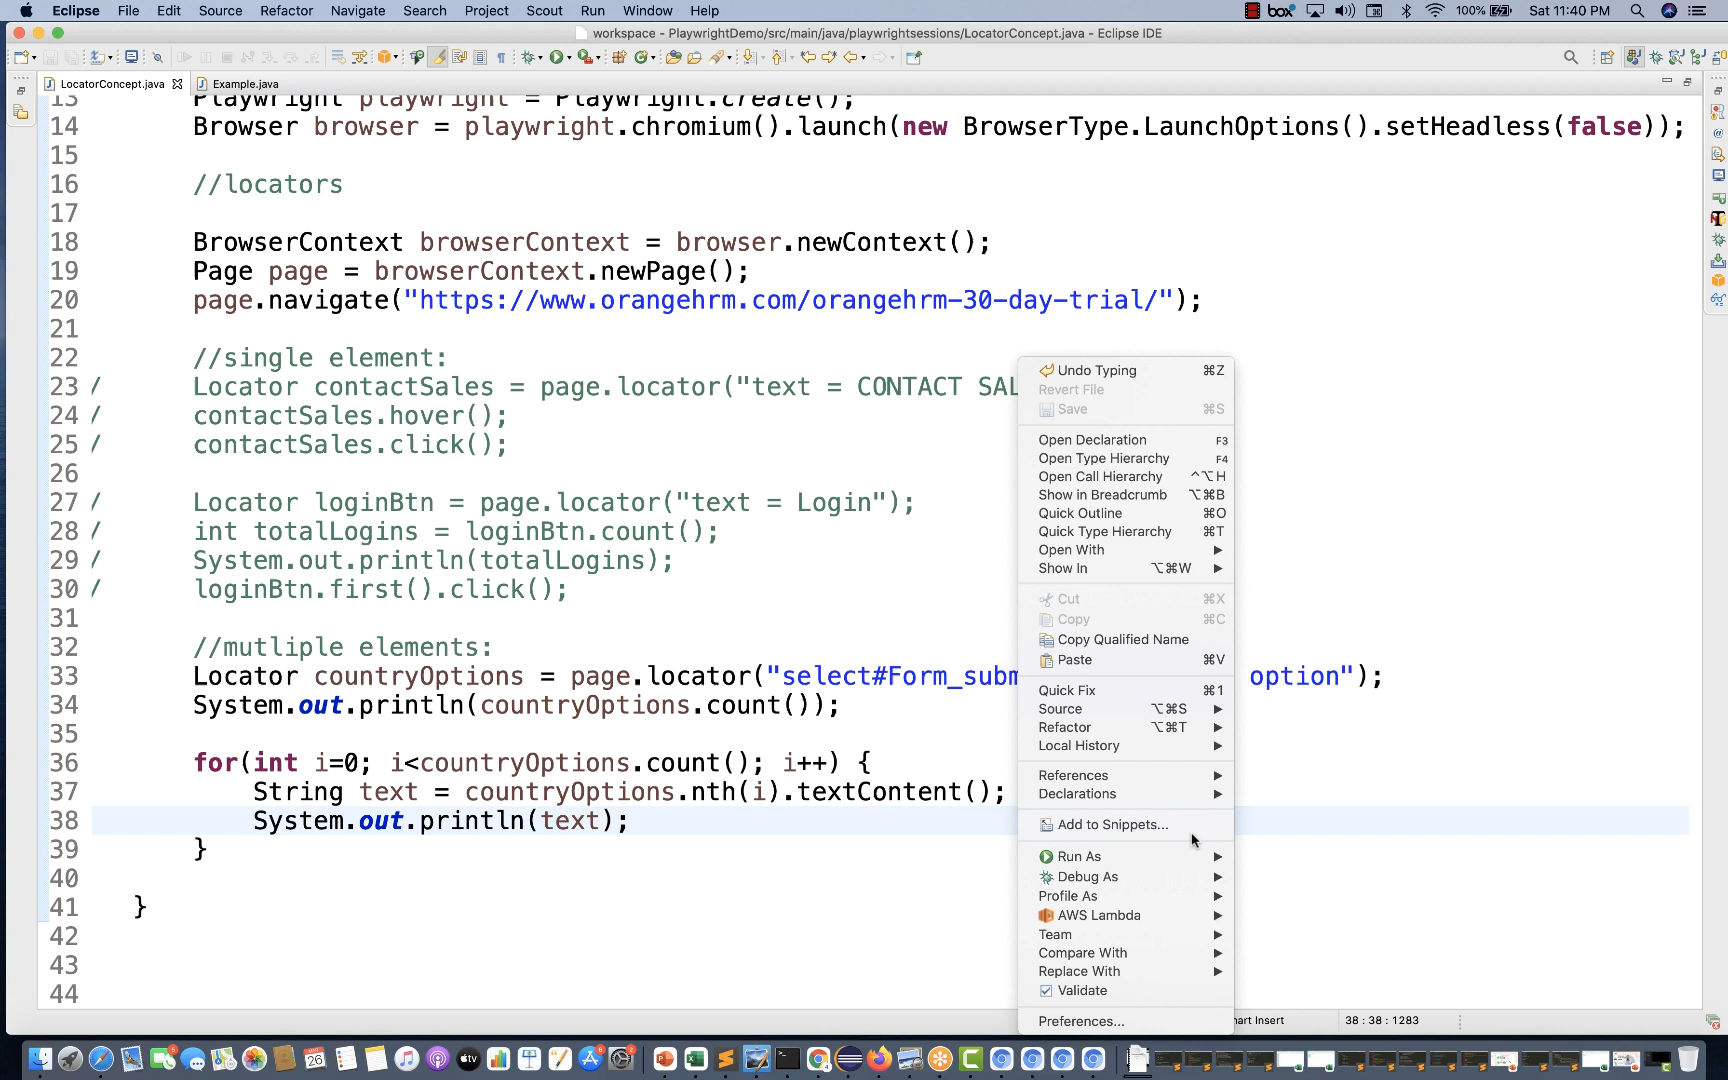 Eclipse File Edit Source Refactor Navigate Search Project Scout Run Window Help
box 100% Sat 11:40 PM
workspace - PlaywrightDemo/src/main/java/playwrightsessions/LocatorConcept.java - Eclipse IDE
LocatorConcept.java Example.java
13 Playwright playwright = Playwright.create();
14 Browser browser = playwright.chromium().launch(new BrowserType.LaunchOptions().setHeadless(false));
15
16 //locators
17
18 BrowserContext browserContext = browser.newContext();
19 Page page = browserContext.newPage();
20 page.navigate("https://www.orangehrm.com/orangehrm-30-day-trial/");
21
22 //single element:
23 / Locator contactSales = page.locator("text = CONTACT SAL
24 / contactSales.hover();
25 / contactSales.click();
26
27 / Locator loginBtn = page.locator("text = Login");
28 / int totalLogins = loginBtn.count();
29 / System.out.println(totalLogins);
30 / loginBtn.first().click();
31
32 //mutliple elements:
33 Locator countryOptions = page.locator("select#Form_subm option");
34 System.out.println(countryOptions.count());
35
36 for(int i=0; i<countryOptions.count(); i++) {
37 String text = countryOptions.nth(i).textContent();
38 System.out.println(text);
39 }
40
41 }
42
43
44
Undo Typing ⌘Z
Revert File
Save ⌘S
Open Declaration F3
Open Type Hierarchy F4
Open Call Hierarchy ^⌥H
Show in Breadcrumb ⌥⌘B
Quick Outline ⌘O
Quick Type Hierarchy ⌘T
Open With
Show In ⌥⌘W
Cut ⌘X
Copy ⌘C
Copy Qualified Name
Paste ⌘V
Quick Fix ⌘1
Source ⌥⌘S
Refactor ⌥⌘T
Local History
References
Declarations
Add to Snippets...
Run As
Debug As
Profile As
AWS Lambda
Team
Compare With
Replace With
Validate
Preferences...
art Insert 38 : 38 : 1283
26
tv